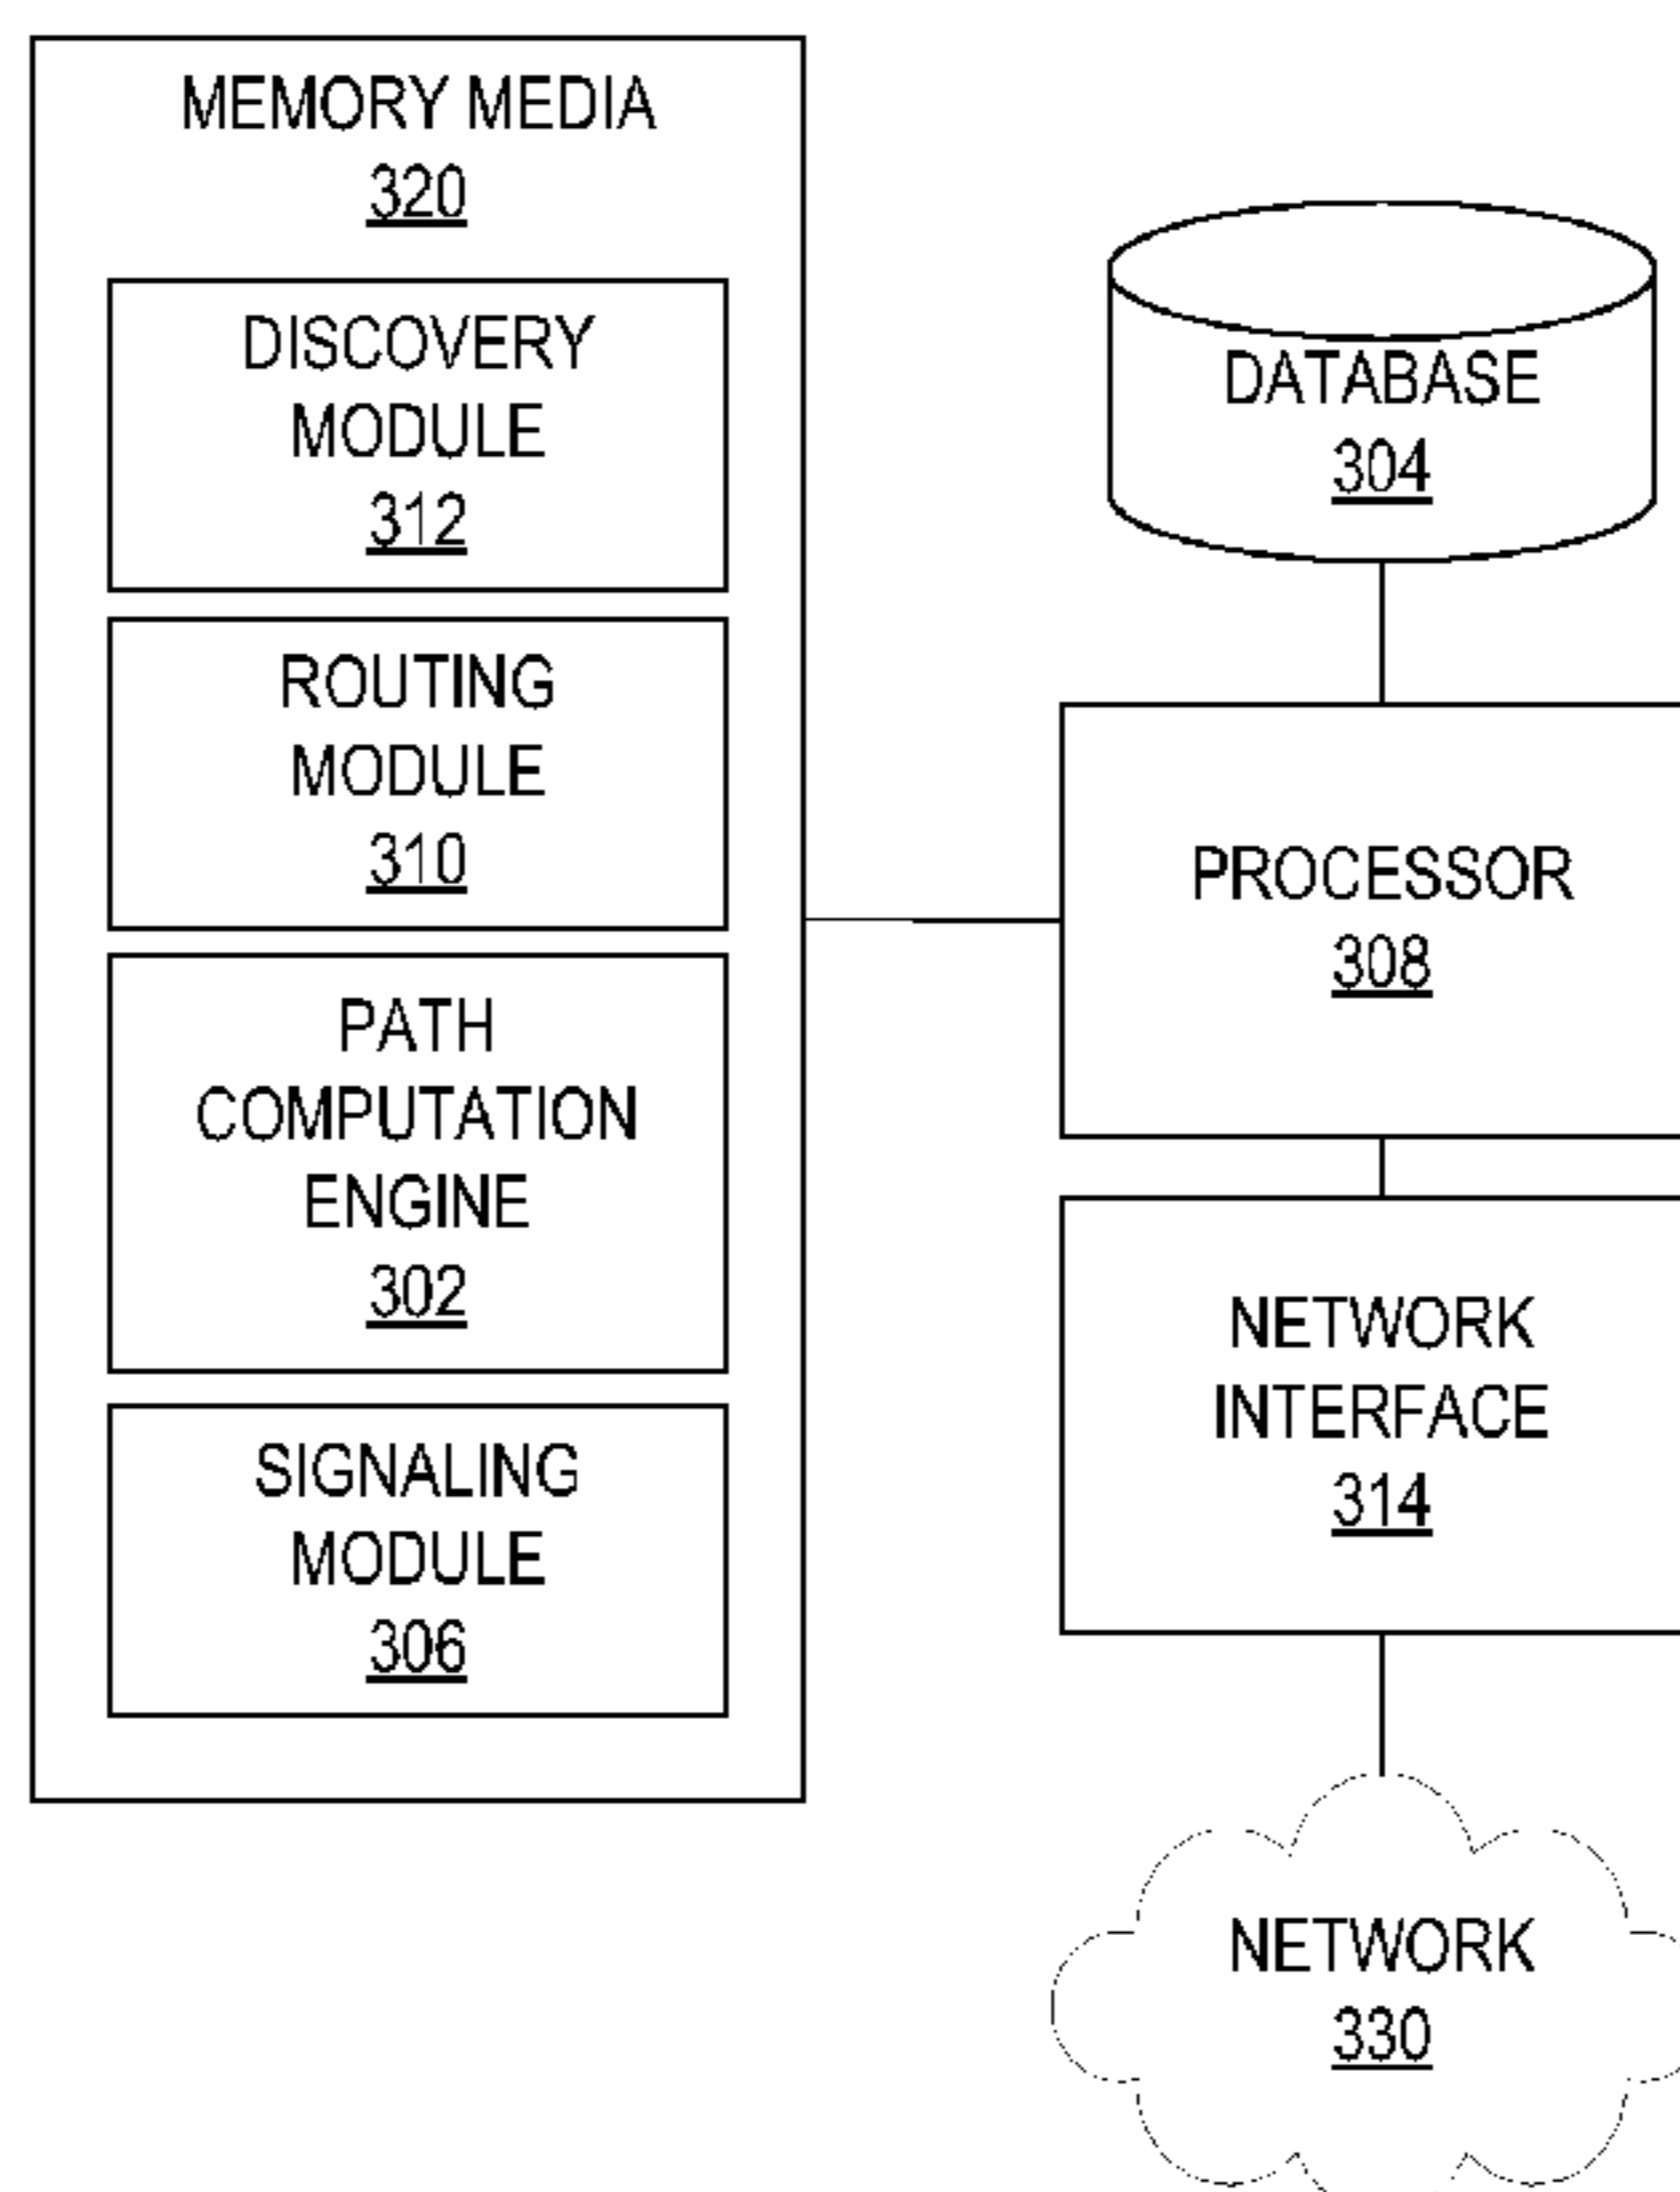 MEMORY MEDIA
320
DISCOVERY
MODULE
312
ROUTING
MODULE
310
PATH
COMPUTATION
ENGINE
302
SIGNALING
MODULE
306
DATABASE
304
PROCESSOR
308
NETWORK
INTERFACE
314
NETWORK
330